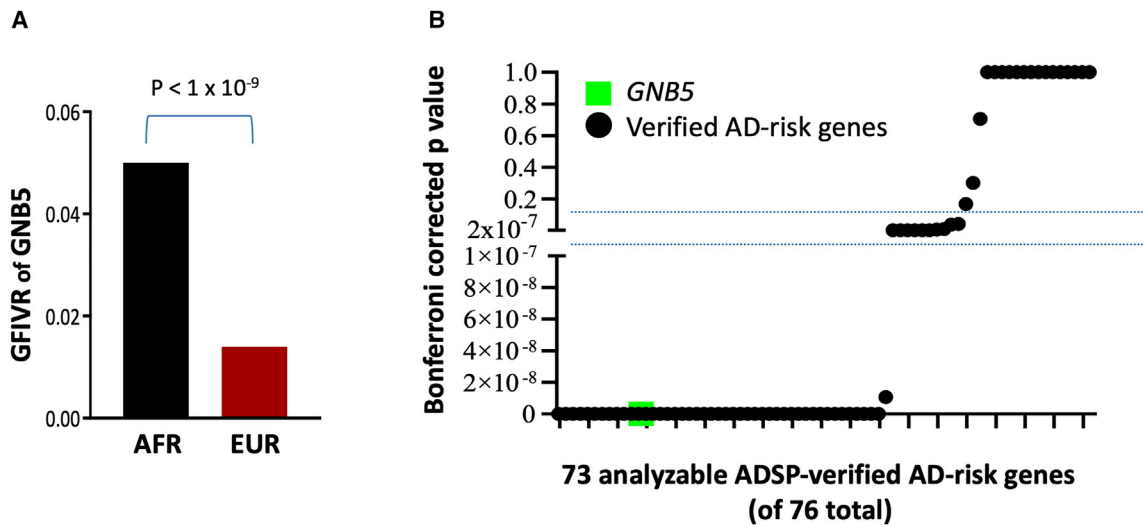 A
P < 1 x 10⁻⁹
0.06
0.04
0.02
0.00
GFIVR of GNB5
AFR EUR
B
1.0
0.8
0.6
0.4
0.2
2x10⁻⁷
1×10⁻⁷
8×10⁻⁸
6×10⁻⁸
4×10⁻⁸
2×10⁻⁸
0
Bonferroni corrected p value
GNB5
Verified AD-risk genes
73 analyzable ADSP-verified AD-risk genes
(of 76 total)